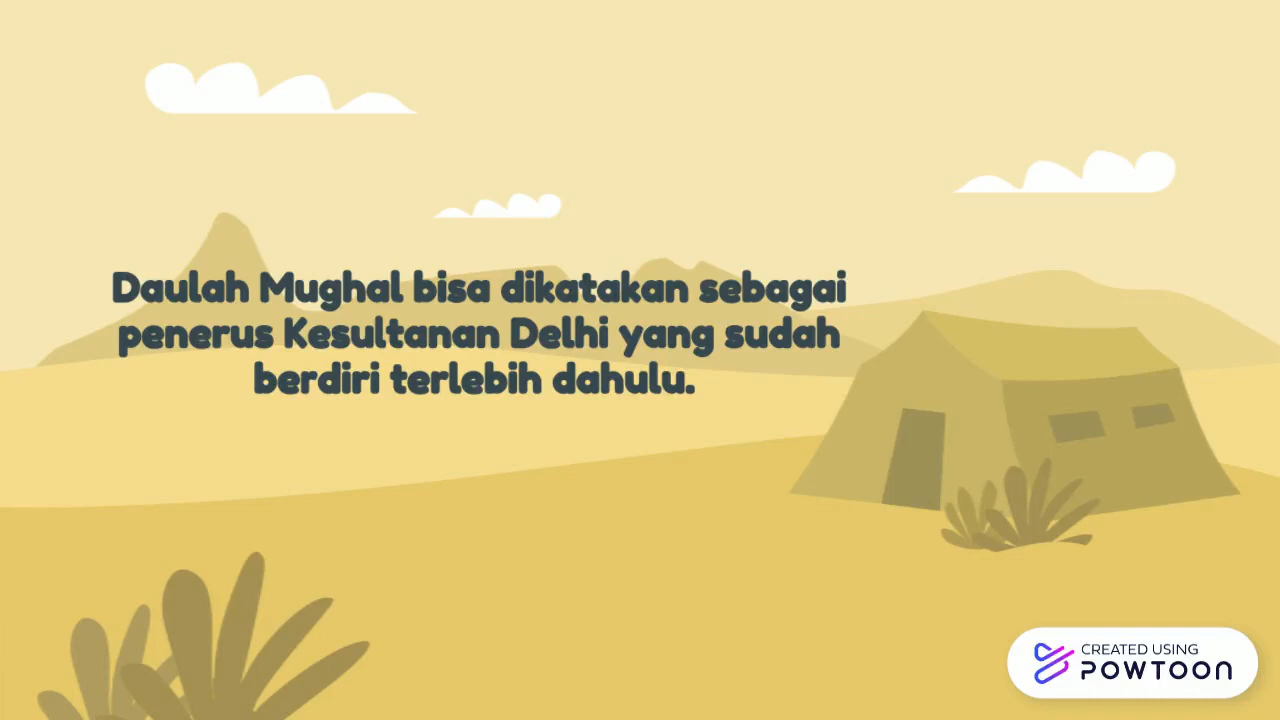 Daulah Mughal bisa dikatakan sebagai
penerus Kesultanan Delhi yang sudah
berdiri terlebih dahulu.
CREATED USING
POWTOON